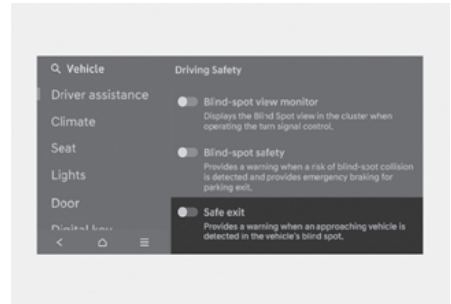 Vehicle
Driver assistance
Climate
Seat
Lights
Door
Digital key
Driving Safety
Blind-spot view monitor
Displays the Blind Spot view in the cluster when
operating the turn signal control.
Blind-spot safety
Provides a warning when a risk of blind-spot collision
is detected and provides emergency braking for
parking exit.
Safe exit
Provides a warning when an approaching vehicle is
detected in the vehicle's blind spot.